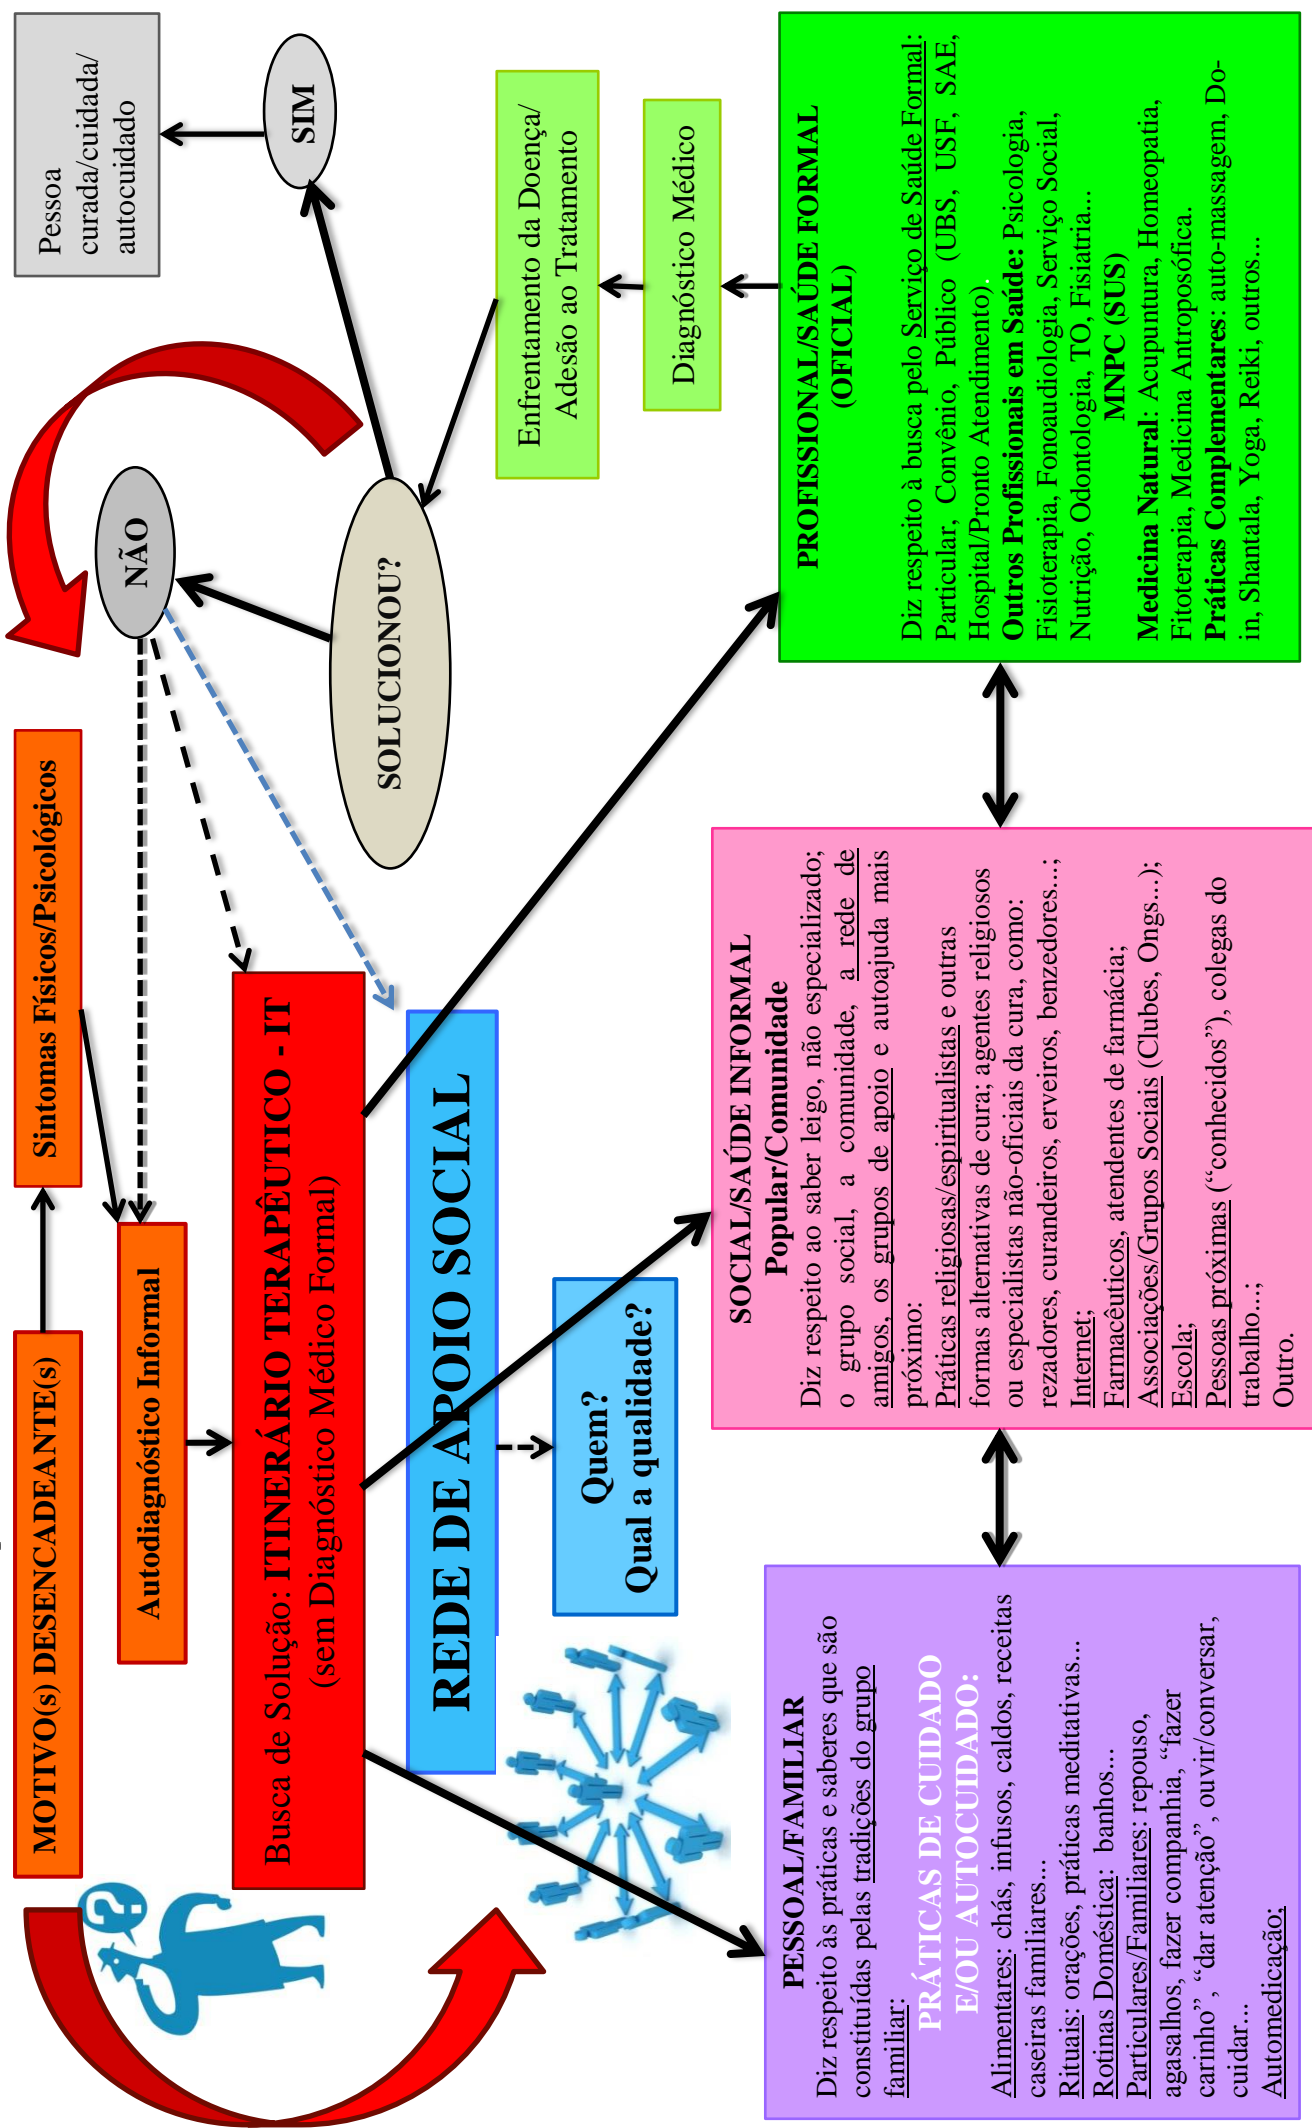 MOTIVO(s) DESENCADEANTE(s)
Sintomas Físicos/Psicológicos
Autodiagnóstico Informal
Busca de Solução: ITINERÁRIO TERAPÊUTICO - IT
(sem Diagnóstico Médico Formal)
REDE DE APOIO SOCIAL
Quem?
Qual a qualidade?
NÃO
SOLUCIONOU?
SIM
Pessoa
curada/cuidada/
autocuidado
Enfrentamento da Doença/
Adesão ao Tratamento
Diagnóstico Médico
PESSOAL/FAMILIAR
Diz respeito às práticas e saberes que são
constituídas pelas tradições do grupo
familiar:
PRÁTICAS DE CUIDADO
E/OU AUTOCUIDADO:
Alimentares: chás, infusos, caldos, receitas
caseiras familiares...
Rituais: orações, práticas meditativas...
Rotinas Doméstica: banhos...
Particulares/Familiares: repouso,
agasalhos, fazer companhia, “fazer
carinho”, “dar atenção”, ouvir/conversar,
cuidar...
Automedicação;
SOCIAL/SAÚDE INFORMAL
Popular/Comunidade
Diz respeito ao saber leigo, não especializado;
o grupo social, a comunidade, a rede de
amigos, os grupos de apoio e autoajuda mais
próximo:
Práticas religiosas/espiritualistas e outras
formas alternativas de cura; agentes religiosos
ou especialistas não-oficiais da cura, como:
rezadores, curandeiros, erveiros, benzedores...;
Internet;
Farmacêuticos, atendentes de farmácia;
Associações/Grupos Sociais (Clubes, Ongs...);
Escola;
Pessoas próximas (“conhecidos”), colegas do
trabalho...;
Outro.
PROFISSIONAL/SAÚDE FORMAL
(OFICIAL)
Diz respeito à busca pelo Serviço de Saúde Formal:
Particular, Convênio, Público (UBS, USF, SAE,
Hospital/Pronto Atendimento).
Outros Profissionais em Saúde: Psicologia,
Fisioterapia, Fonoaudiologia, Serviço Social,
Nutrição, Odontologia, TO, Fisiatria...
MNPC (SUS)
Medicina Natural: Acupuntura, Homeopatia,
Fitoterapia, Medicina Antroposófica.
Práticas Complementares: auto-massagem, Do-
in, Shantala, Yoga, Reiki, outros...